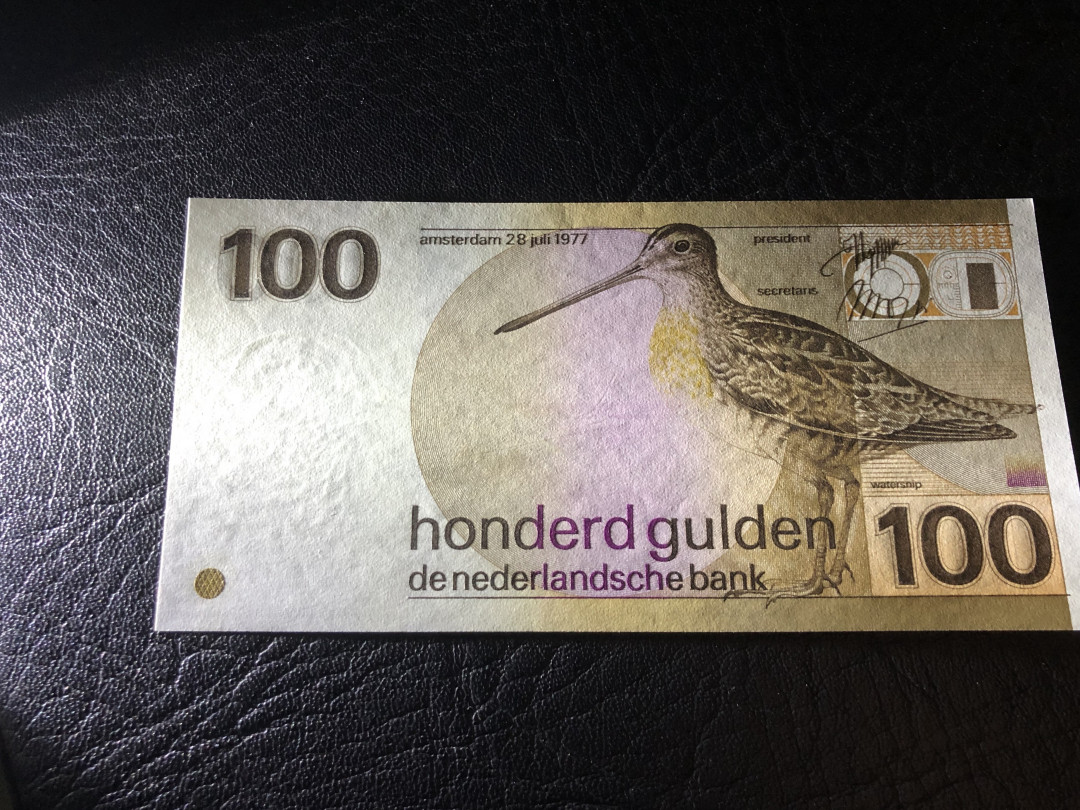 100
amsterdam 28 juli 1977
president
secretaris
watersnip
honderd gulden
de nederlandsche bank
100